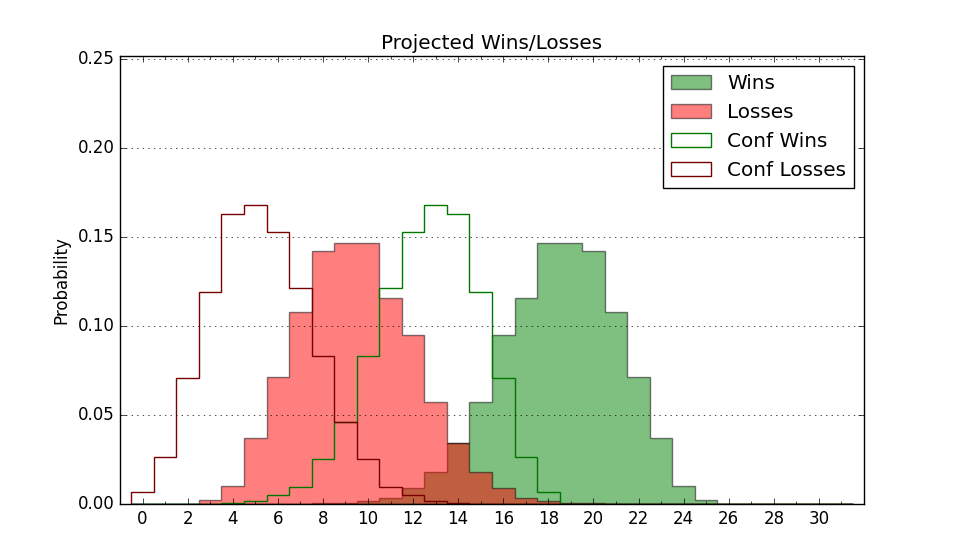 Projected Wins/Losses
0.25
0.20
0.15
0.10
0.05
0.00
Probability
Wins
Losses
Conf Wins
Conf Losses
0 2 4 6 8 10 12 14 16 18 20 22 24 26 28 30